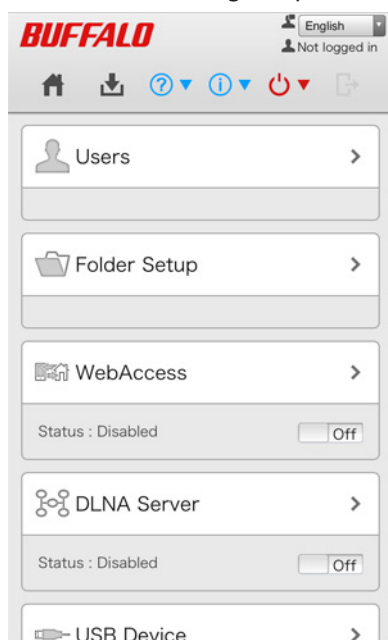 BUFFALO
English
Not logged in
Users
Folder Setup
WebAccess
Status : Disabled
Off
DLNA Server
Status : Disabled
Off
USB Device